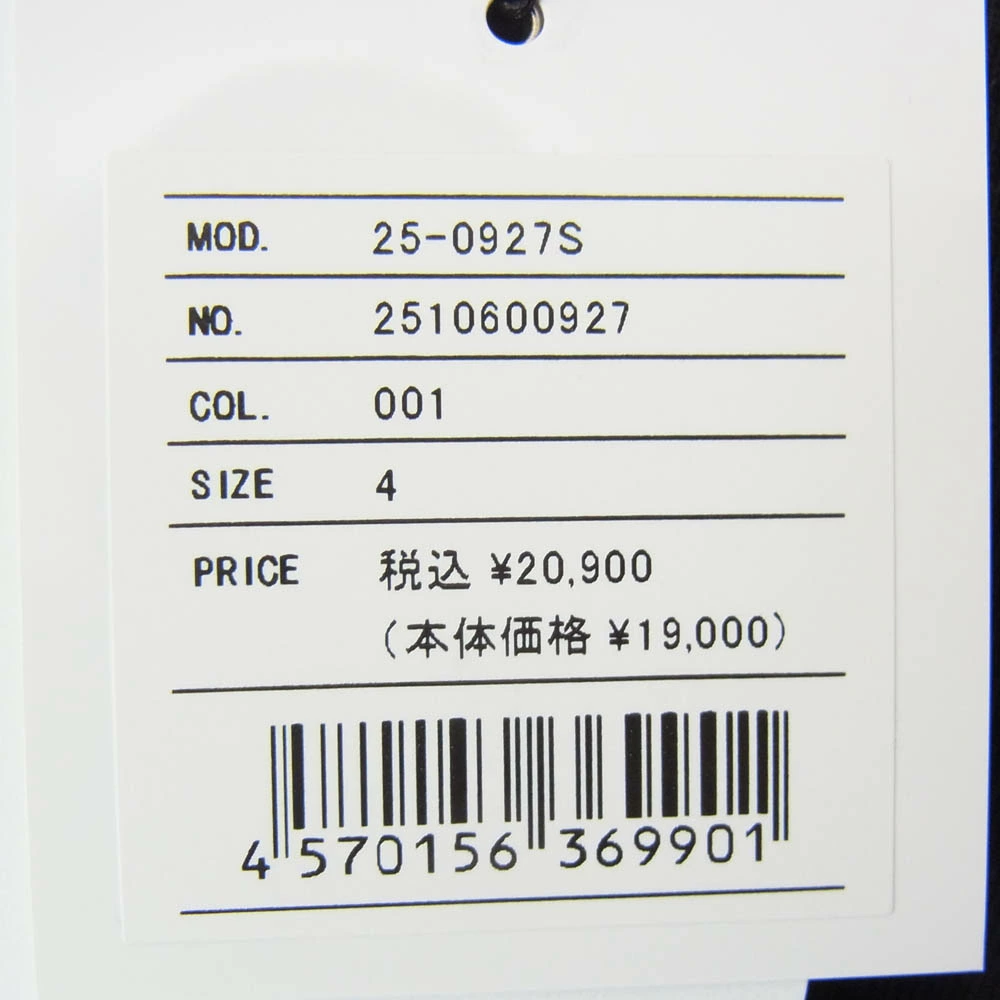 MOD. 25-0927S
NO. 2510600927
COL. 001
SIZE 4
PRICE 税込 ¥20,900
(本体価格 ¥19,000)
4 570156 369901